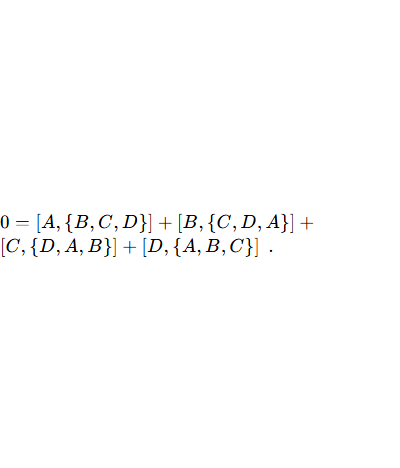 0 = [A, {B, C, D}] + [B, {C, D, A}] +
[C, {D, A, B}] + [D, {A, B, C}] .